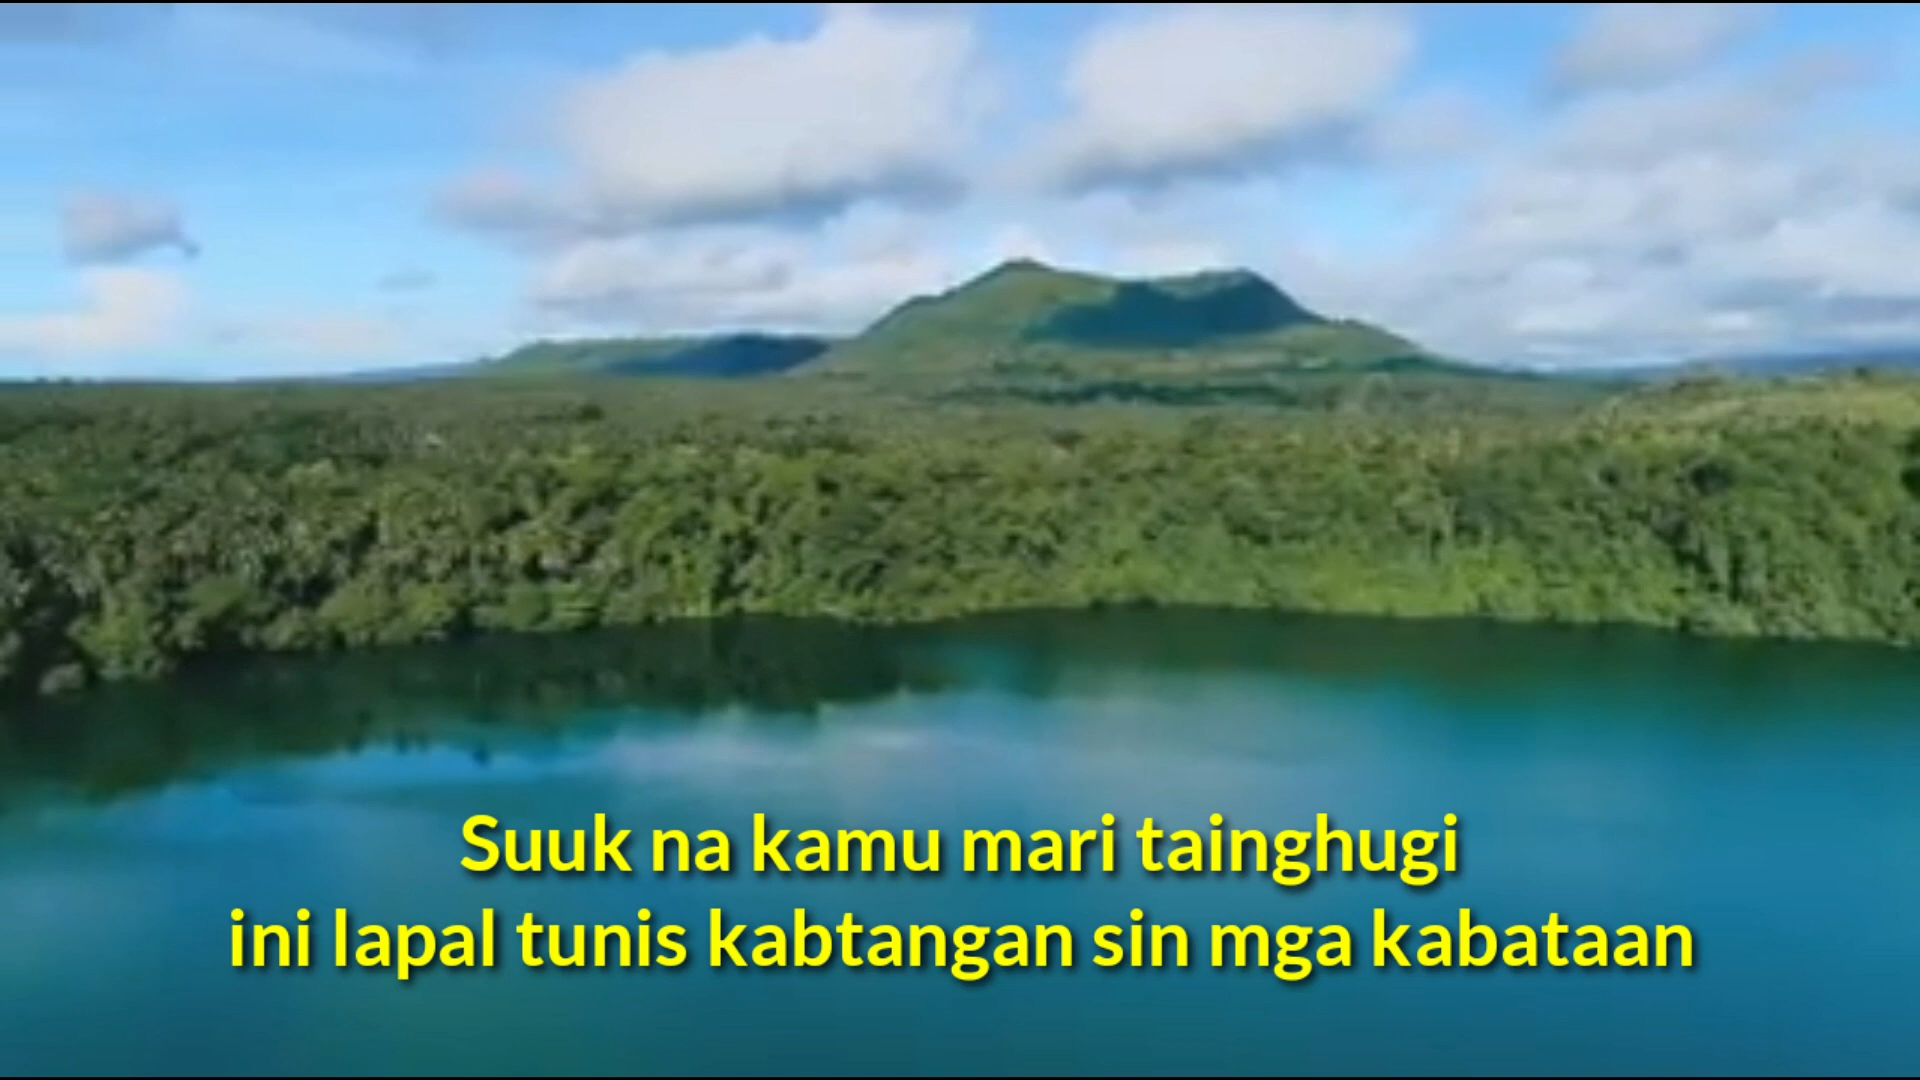 Suuk na kamu mari tainghugi
ini lapal tunis kabtangan sin mga kabataan